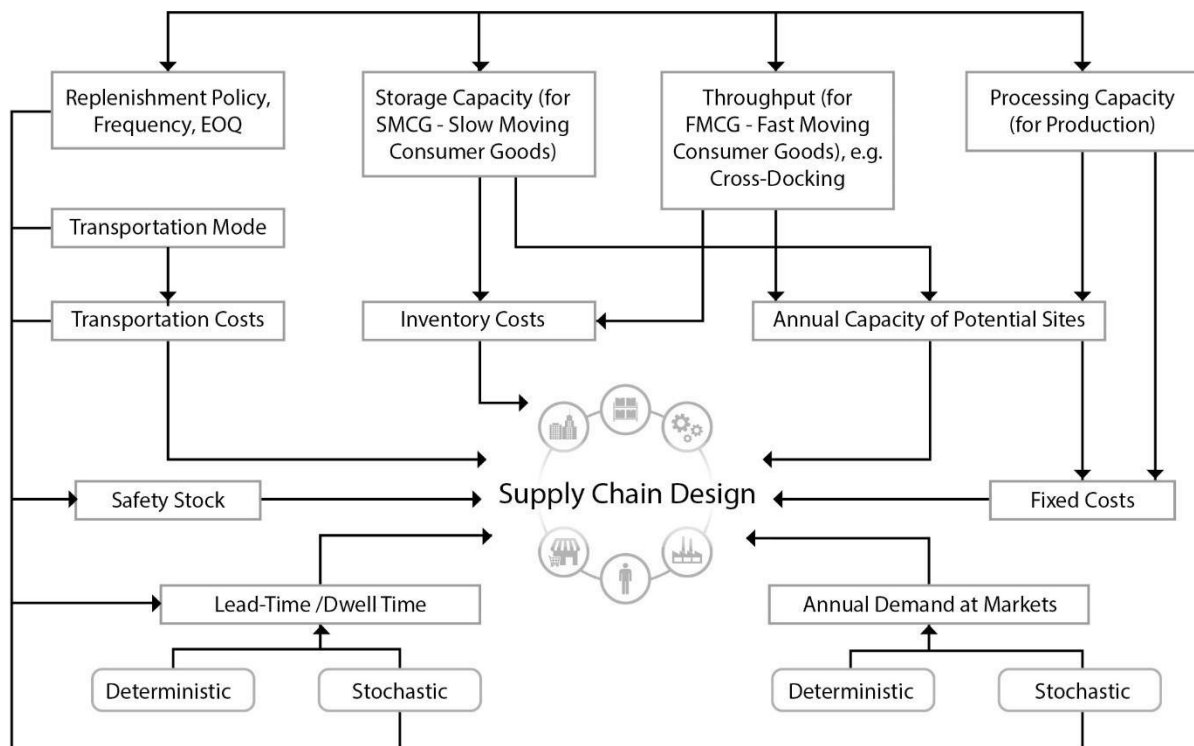 Replenishment Policy,
Frequency, EOQ
Storage Capacity (for
SMCG - Slow Moving
Consumer Goods)
Throughput (for
FMCG - Fast Moving
Consumer Goods), e.g.
Cross-Docking
Processing Capacity
(for Production)
Transportation Mode
Transportation Costs
Inventory Costs
Annual Capacity of Potential Sites
Safety Stock
Supply Chain Design
Fixed Costs
Lead-Time /Dwell Time
Annual Demand at Markets
Deterministic
Stochastic
Deterministic
Stochastic